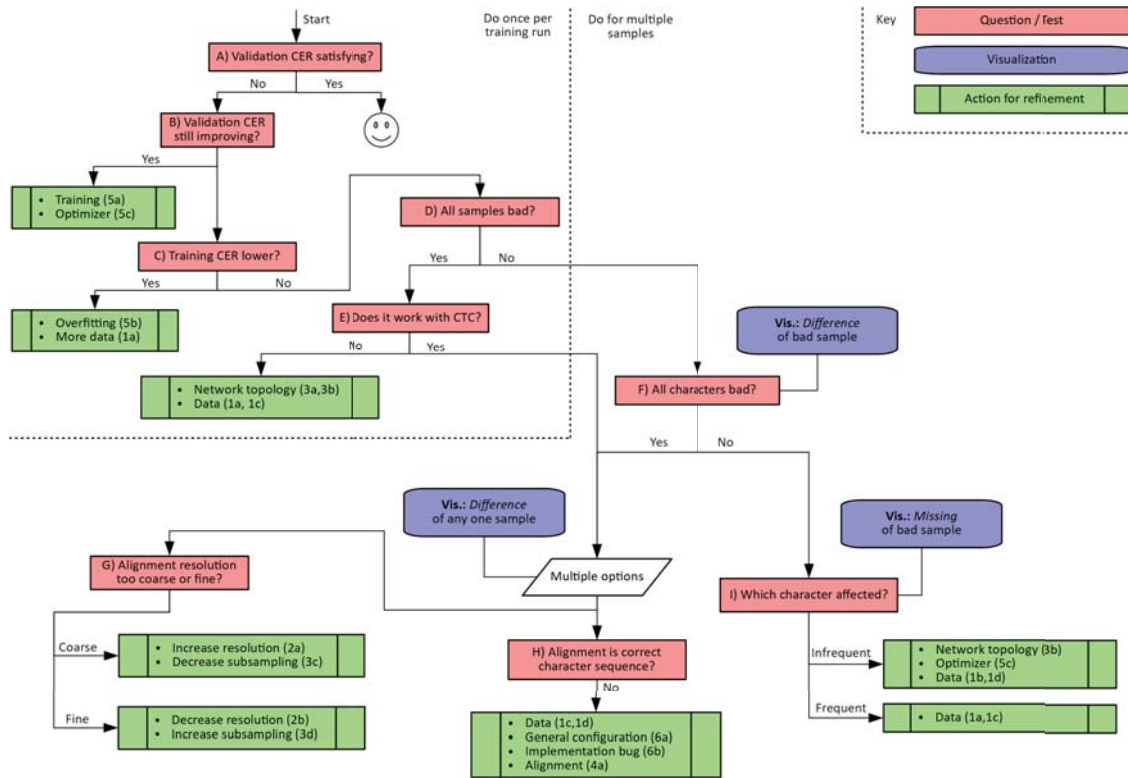 Start
Do once per
training run
Do for multiple
samples
Key
Question / Test
Visualization
Action for refinement
A) Validation CER satisfying?
No
Yes
B) Validation CER
still improving?
Yes
• Training (5a)
• Optimizer (5c)
D) All samples bad?
C) Training CER lower?
Yes
No
Yes
No
• Overfitting (5b)
• More data (1a)
E) Does it work with CTC?
No
Yes
Vis.: Difference
of bad sample
• Network topology (3a,3b)
• Data (1a, 1c)
F) All characters bad?
Yes
No
Vis.: Difference
of any one sample
Vis.: Missing
of bad sample
G) Alignment resolution
too coarse or fine?
Multiple options
I) Which character affected?
Coarse
• Increase resolution (2a)
• Decrease subsampling (3c)
H) Alignment is correct
character sequence?
No
Infrequent
• Network topology (3b)
• Optimizer (5c)
• Data (1b,1d)
Fine
• Decrease resolution (2b)
• Increase subsampling (3d)
• Data (1c,1d)
• General configuration (6a)
• Implementation bug (6b)
• Alignment (4a)
Frequent
• Data (1a,1c)